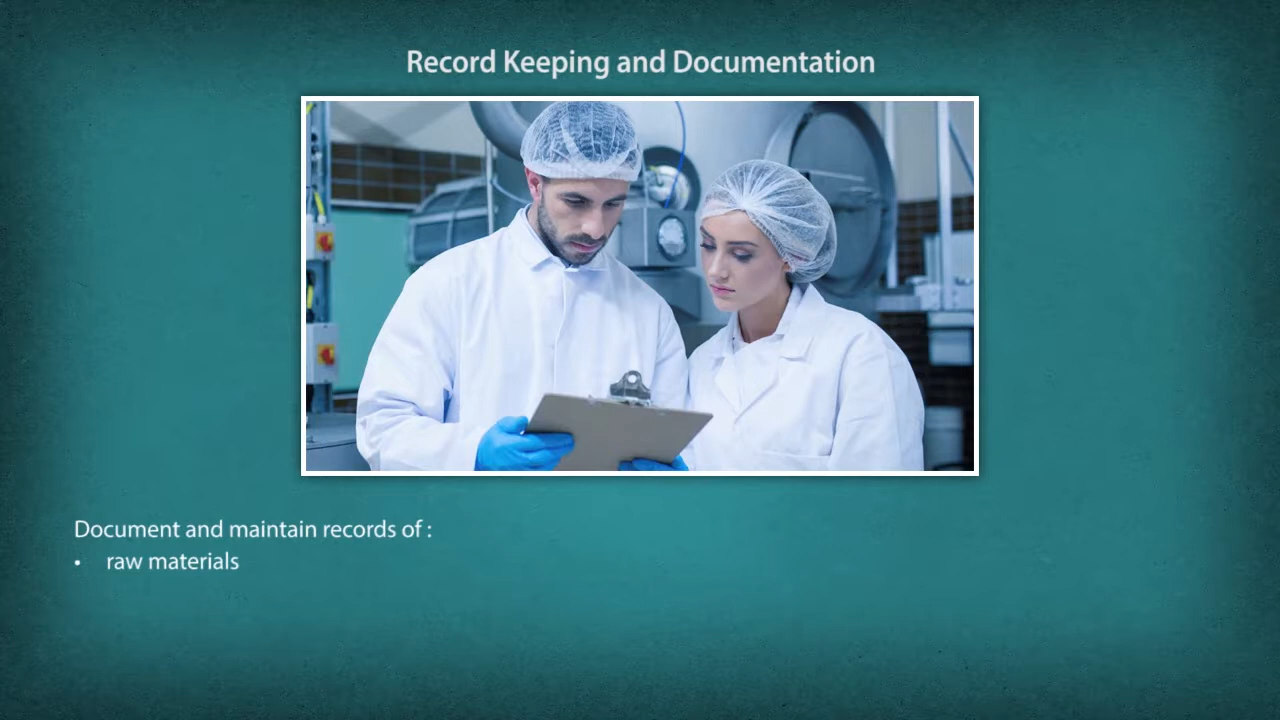 Record Keeping and Documentation
Document and maintain records of :
• raw materials